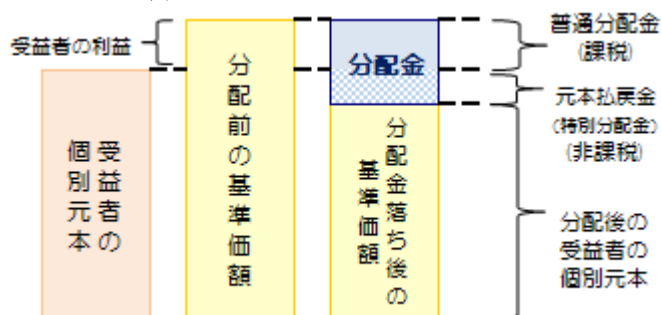 受益者の利益
受益者の
個別元本
分配前の基準価額
分配金
分配金落ち後の
基準価額
普通分配金
(課税)
元本払戻金
(特別分配金)
(非課税)
分配後の
受益者の
個別元本